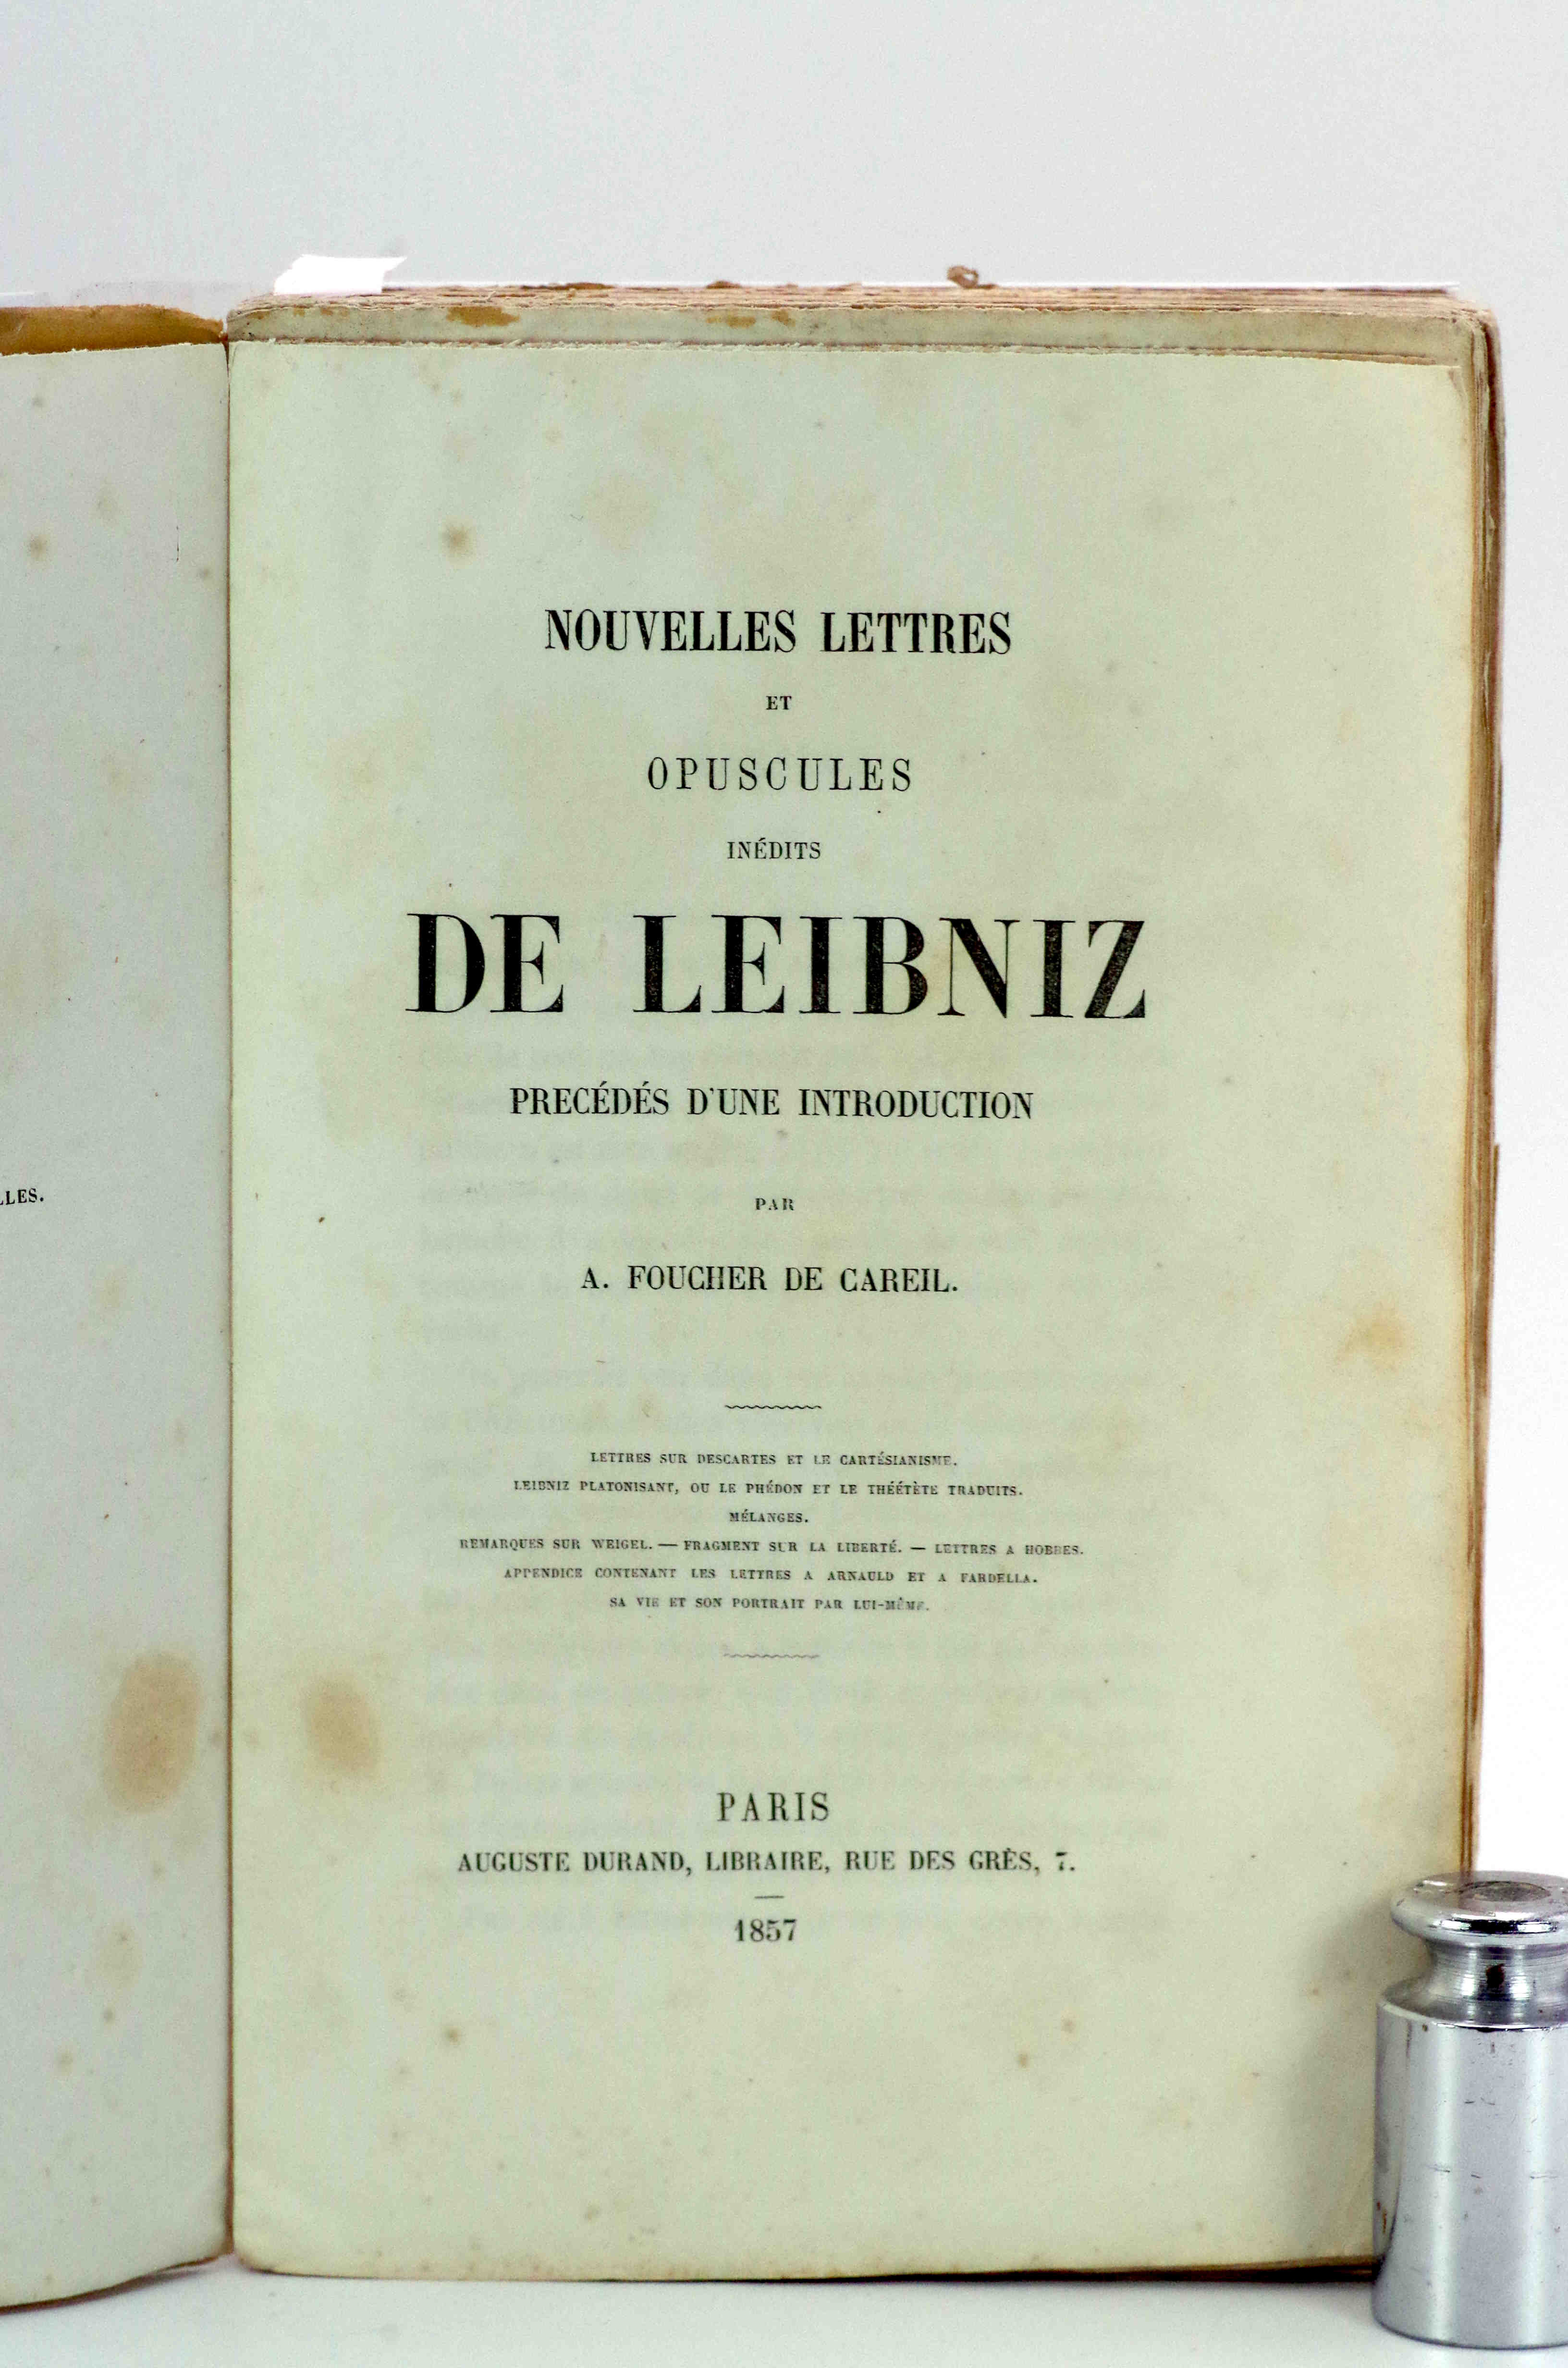 LLES.
NOUVELLES LETTRES
ET
OPUSCULES
INÉDITS
DE LEIBNIZ
PRECÉDÉS D'UNE INTRODUCTION
PAR
A. FOUCHER DE CAREIL.
LETTRES SUR DESCARTES ET LE CARTÉSIANISME.
LEIBNIZ PLATONISANT, OU LE PHÉDON ET LE THÉÉTÈTE TRADUITS.
MÉLANGES.
REMARQUES SUR WEIGEL. — FRAGMENT SUR LA LIBERTÉ. — LETTRES A HOBBES.
APPENDICE CONTENANT LES LETTRES A ARNAULD ET A FARDELLA.
SA VIE ET SON PORTRAIT PAR LUI-MÊME.
PARIS
AUGUSTE DURAND, LIBRAIRE, RUE DES GRÈS, 7.
1857